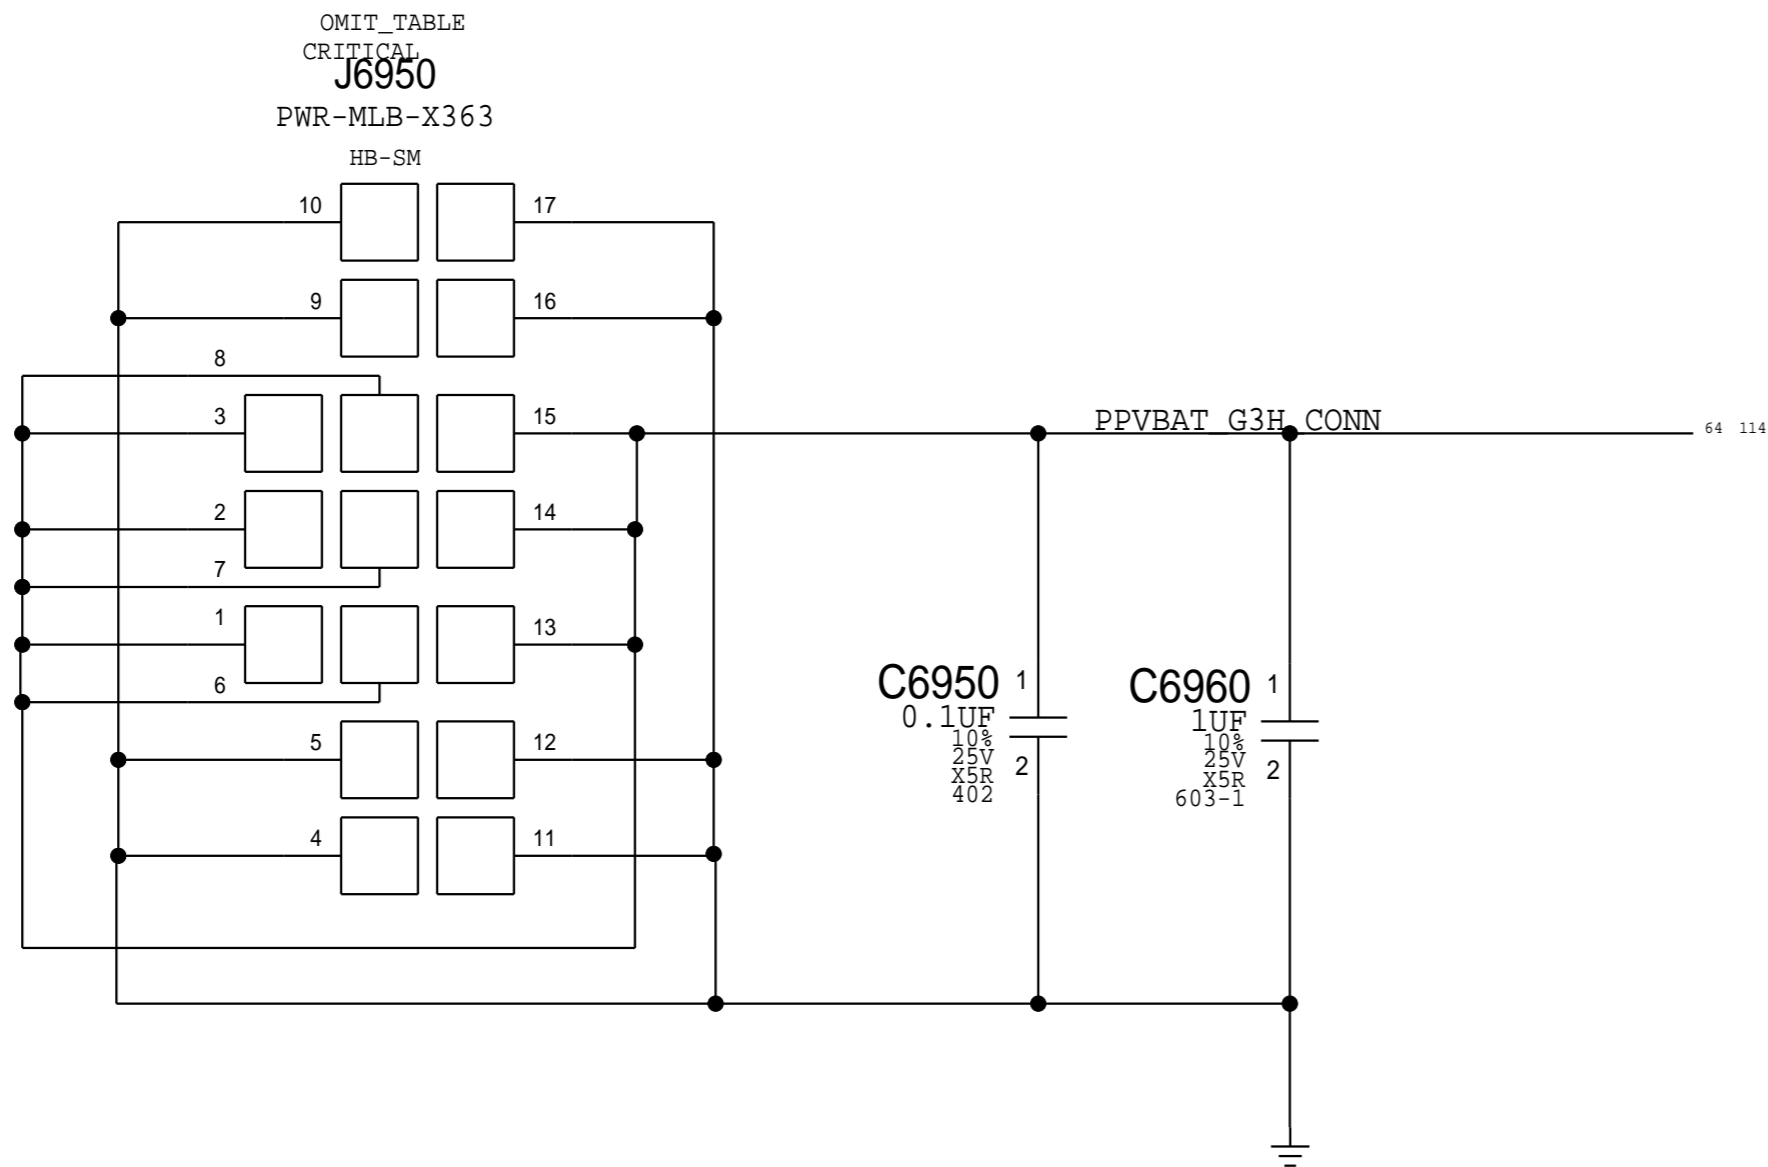 OMIT_TABLE
CRITICAL
J6950
PWR-MLB-X363
HB-SM
10
17
9
16
8
3
15
PPVBAT_G3H_CONN
64 114
2
14
7
1
13
6
C6950
1
0.1UF
10%
25V
X5R
402
2
C6960
1
1UF
10%
25V
X5R
603-1
2
5
12
4
11